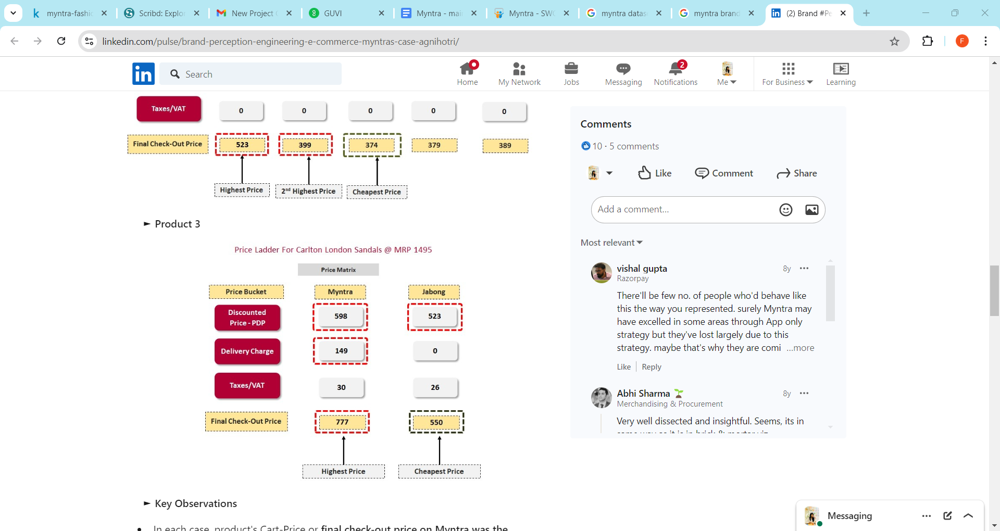 myntra-fashi
Scribd: Explor
New Project
GUVI
Myntra - mai
Myntra - SWO
myntra datas
myntra brand
(2) Brand #Pe
linkedin.com/pulse/brand-perception-engineering-e-commerce-myntras-case-agnihotri/
F
in
Search
Home
My Network
Jobs
Messaging
2
Notifications
Me
For Business
Learning
Taxes/VAT 0 0 0 0 0
Final Check-Out Price 523 399 374 379 389
Highest Price 2nd Highest Price Cheapest Price
► Product 3
Price Ladder For Carlton London Sandals @ MRP 1495
Price Matrix
Price Bucket Myntra Jabong
Discounted
Price - PDP 598 523
Delivery Charge 149 0
Taxes/VAT 30 26
Final Check-Out Price 777 550
Highest Price Cheapest Price
► Key Observations
• In each case, product's Cart-Price or final check-out price on Myntra was the
Comments
10 · 5 comments
Like Comment Share
Add a comment...
Most relevant
vishal gupta 8y
Razorpay
There'll be few no. of people who'd behave like
this the way you represented. surely Myntra may
have excelled in some areas through App only
strategy but they've lost largely due to this
strategy. maybe that's why they are comi ...more
Like Reply
Abhi Sharma 8y
Merchandising & Procurement
Very well dissected and insightful. Seems, its in
Messaging